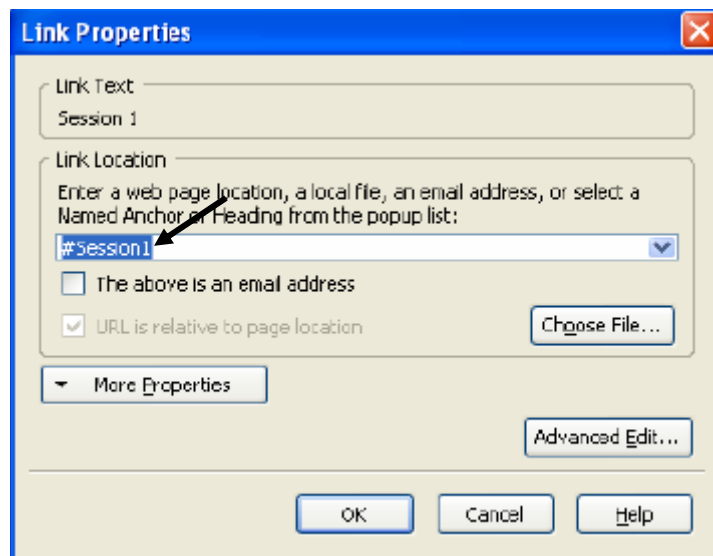 Link Properties
Link Text
Session 1
Link Location
Enter a web page location, a local file, an email address, or select a
Named Anchor or Heading from the popup list:
#Session1
The above is an email address
URL is relative to page location
Choose File...
More Properties
Advanced Edit...
OK Cancel Help